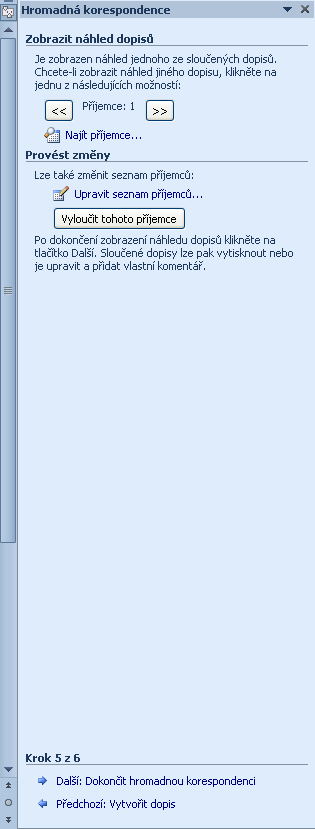 Hromadná korespondence
Zobrazit náhled dopisů
Je zobrazen náhled jednoho ze sloučených dopisů.
Chcete-li zobrazit náhled jiného dopisu, klikněte na
jednu z následujících možností:
<< Příjemce: 1 >>
Najít příjemce...
Provést změny
Lze také změnit seznam příjemců:
Upravit seznam příjemců...
Vyloučit tohoto příjemce
Po dokončení zobrazení náhledu dopisů klikněte na
tlačítko Další. Sloučené dopisy lze pak vytisknout nebo
je upravit a přidat vlastní komentář.
Krok 5 z 6
Další: Dokončit hromadnou korespondenci
Předchozí: Vytvořit dopis